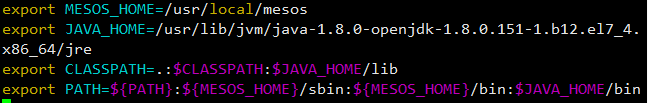 export MESOS_HOME=/usr/local/mesos
export JAVA_HOME=/usr/lib/jvm/java-1.8.0-openjdk-1.8.0.151-1.b12.el7_4.
x86_64/jre
export CLASSPATH=.:$CLASSPATH:$JAVA_HOME/lib
export PATH=${PATH}:${MESOS_HOME}/sbin:${MESOS_HOME}/bin:$JAVA_HOME/bin